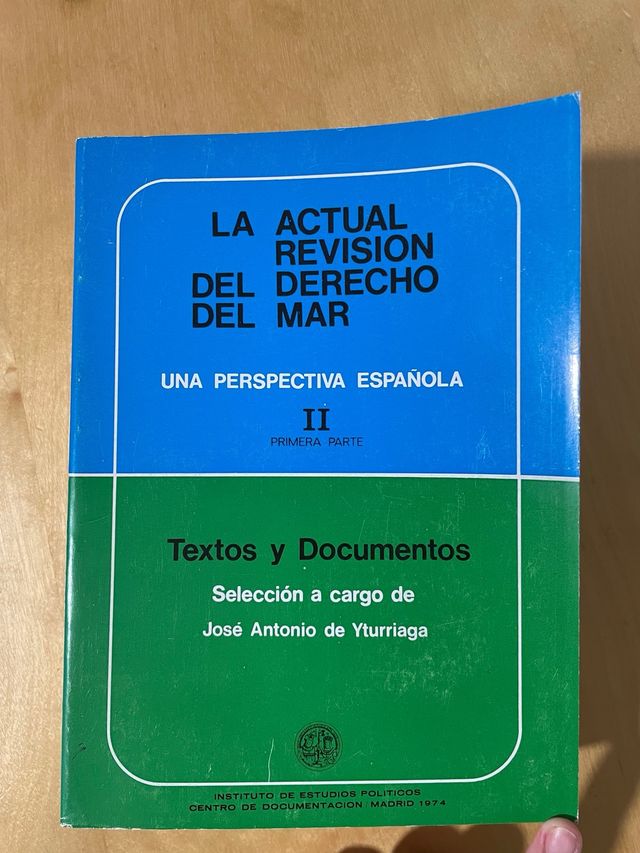 LA ACTUAL
REVISION
DEL DERECHO
DEL MAR
UNA PERSPECTIVA ESPAÑOLA
II
PRIMERA PARTE
Textos y Documentos
Selección a cargo de
José Antonio de Yturriaga
INSTITUTO DE ESTUDIOS POLITICOS
CENTRO DE DOCUMENTACION / MADRID 1974